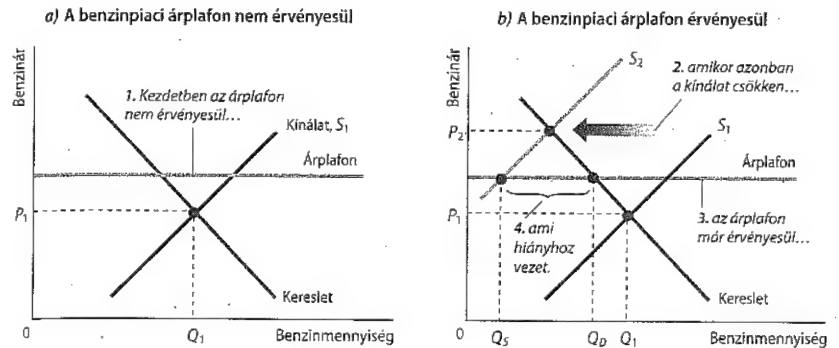 a) A benzinpiaci árplafon nem érvényesül
Benzinár
1. Kezdetben az árplafon
nem érvényesül...
Kínálat, S1
Árplafon
P1
Kereslet
0
Q1
Benzinmennyiség
b) A benzinpiaci árplafon érvényesül
Benzinár
S2
2. amikor azonban
a kínálat csökken...
P2
S1
Árplafon
P1
4. ami
hiányhoz
vezet.
3. az árplafon
már érvényesül...
Kereslet
0
QS
QD
Q1
Benzinmennyiség